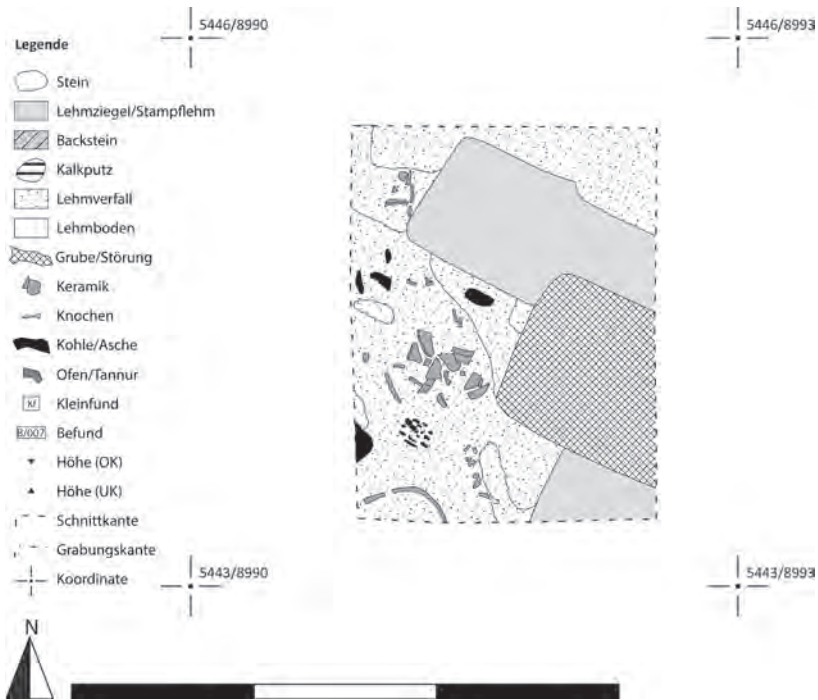 5446/8990
5446/8993
Legende
Stein
Lehmziegel/Stampflehm
Backstein
Kalkputz
Lehmverfall
Lehmboden
Grube/Störung
Keramik
Knochen
Kohle/Asche
Ofen/Tannur
Kleinfund
B/007 Befund
Höhe (OK)
Höhe (UK)
Schnittkante
Grabungskante
Koordinate
5443/8990
5443/8993
N